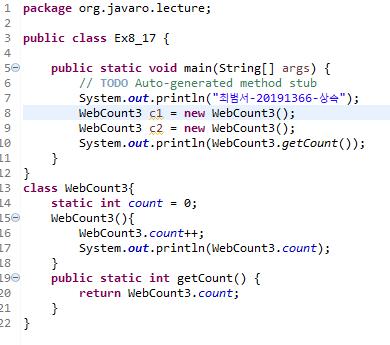 1 package org.javaro.lecture;
2
3 public class Ex8_17 {
4
5 public static void main(String[] args) {
6 // TODO Auto-generated method stub
7 System.out.println("최범서-20191366-상속");
8 WebCount3 c1 = new WebCount3();
9 WebCount3 c2 = new WebCount3();
10 System.out.println(WebCount3.getCount());
11 }
12 }
13 class WebCount3{
14 static int count = 0;
15 WebCount3(){
16 WebCount3.count++;
17 System.out.println(WebCount3.count);
18 }
19 public static int getCount() {
20 return WebCount3.count;
21 }
22 }